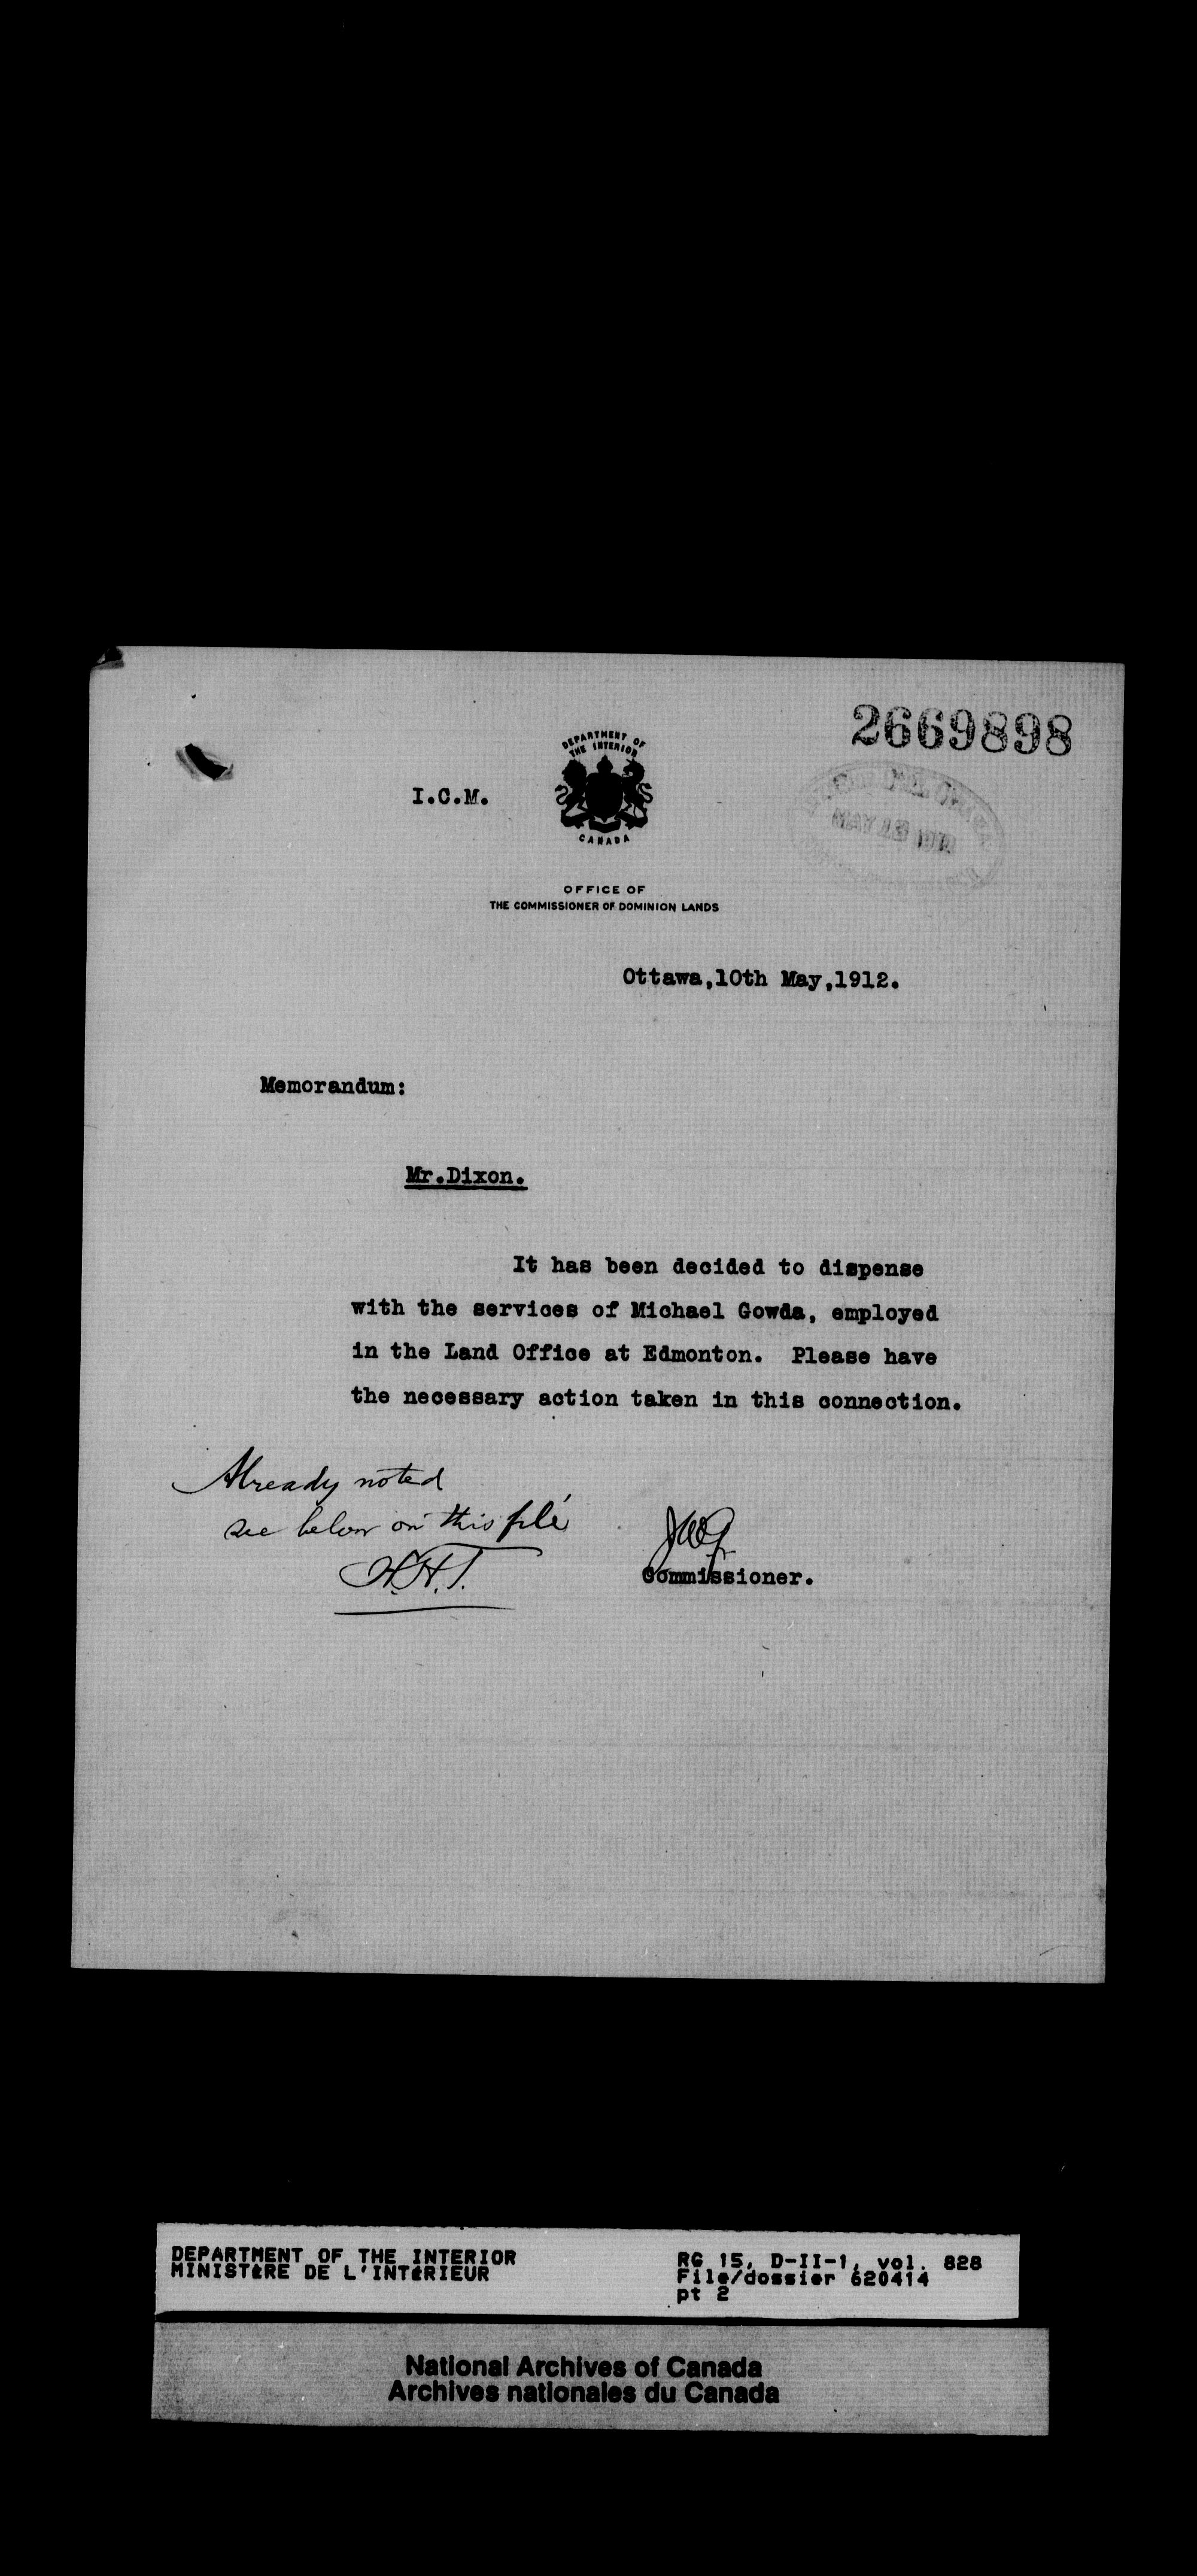 2669898
DEPARTMENT OF
THE INTERIOR
I.C.M.
CANADA
MAY 13 1912
OFFICE OF
THE COMMISSIONER OF DOMINION LANDS
Ottawa,10th May,1912.
Memorandum:
Mr.Dixon.
It has been decided to dispense
with the services of Michael Gowda, employed
in the Land Office at Edmonton. Please have
the necessary action taken in this connection.
Already noted
see below on this file
H.H.T.
Commissioner.
DEPARTMENT OF THE INTERIOR
MINISTÈRE DE L'INTÉRIEUR
RG 15, D-II-1, vol. 828
File/dossier 620414
pt 2
National Archives of Canada
Archives nationales du Canada